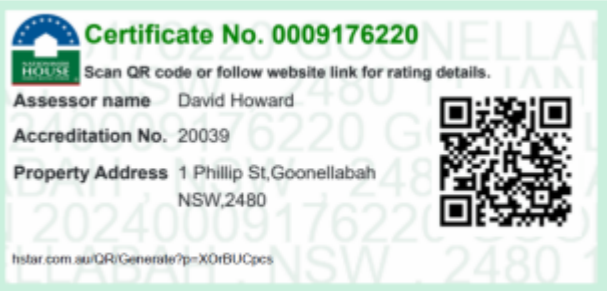 Certificate No. 0009176220
NATIONWIDE
HOUSE
Scan QR code or follow website link for rating details.
Assessor name David Howard
Accreditation No. 20039
Property Address 1 Phillip St,Goonellabah
NSW,2480
hstar.com.au/QR/Generate?p=XOrBUCpcs